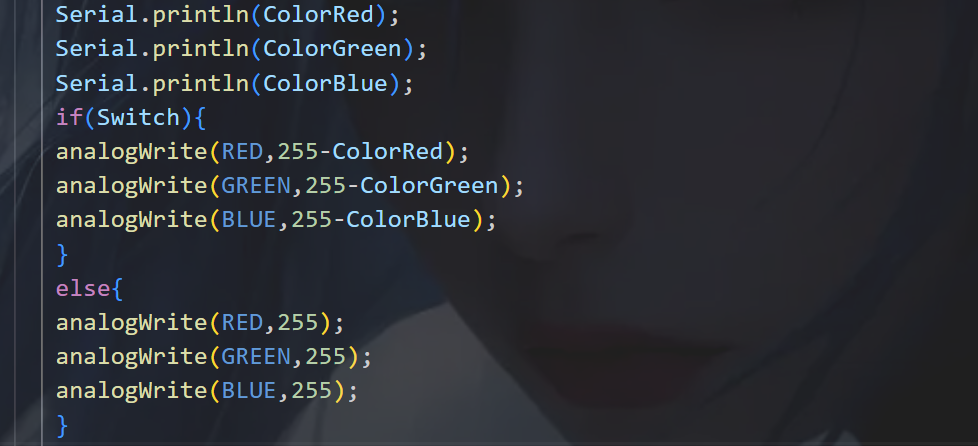 Serial.println(ColorRed);
Serial.println(ColorGreen);
Serial.println(ColorBlue);
if(Switch){
analogWrite(RED,255-ColorRed);
analogWrite(GREEN,255-ColorGreen);
analogWrite(BLUE,255-ColorBlue);
}
else{
analogWrite(RED,255);
analogWrite(GREEN,255);
analogWrite(BLUE,255);
}